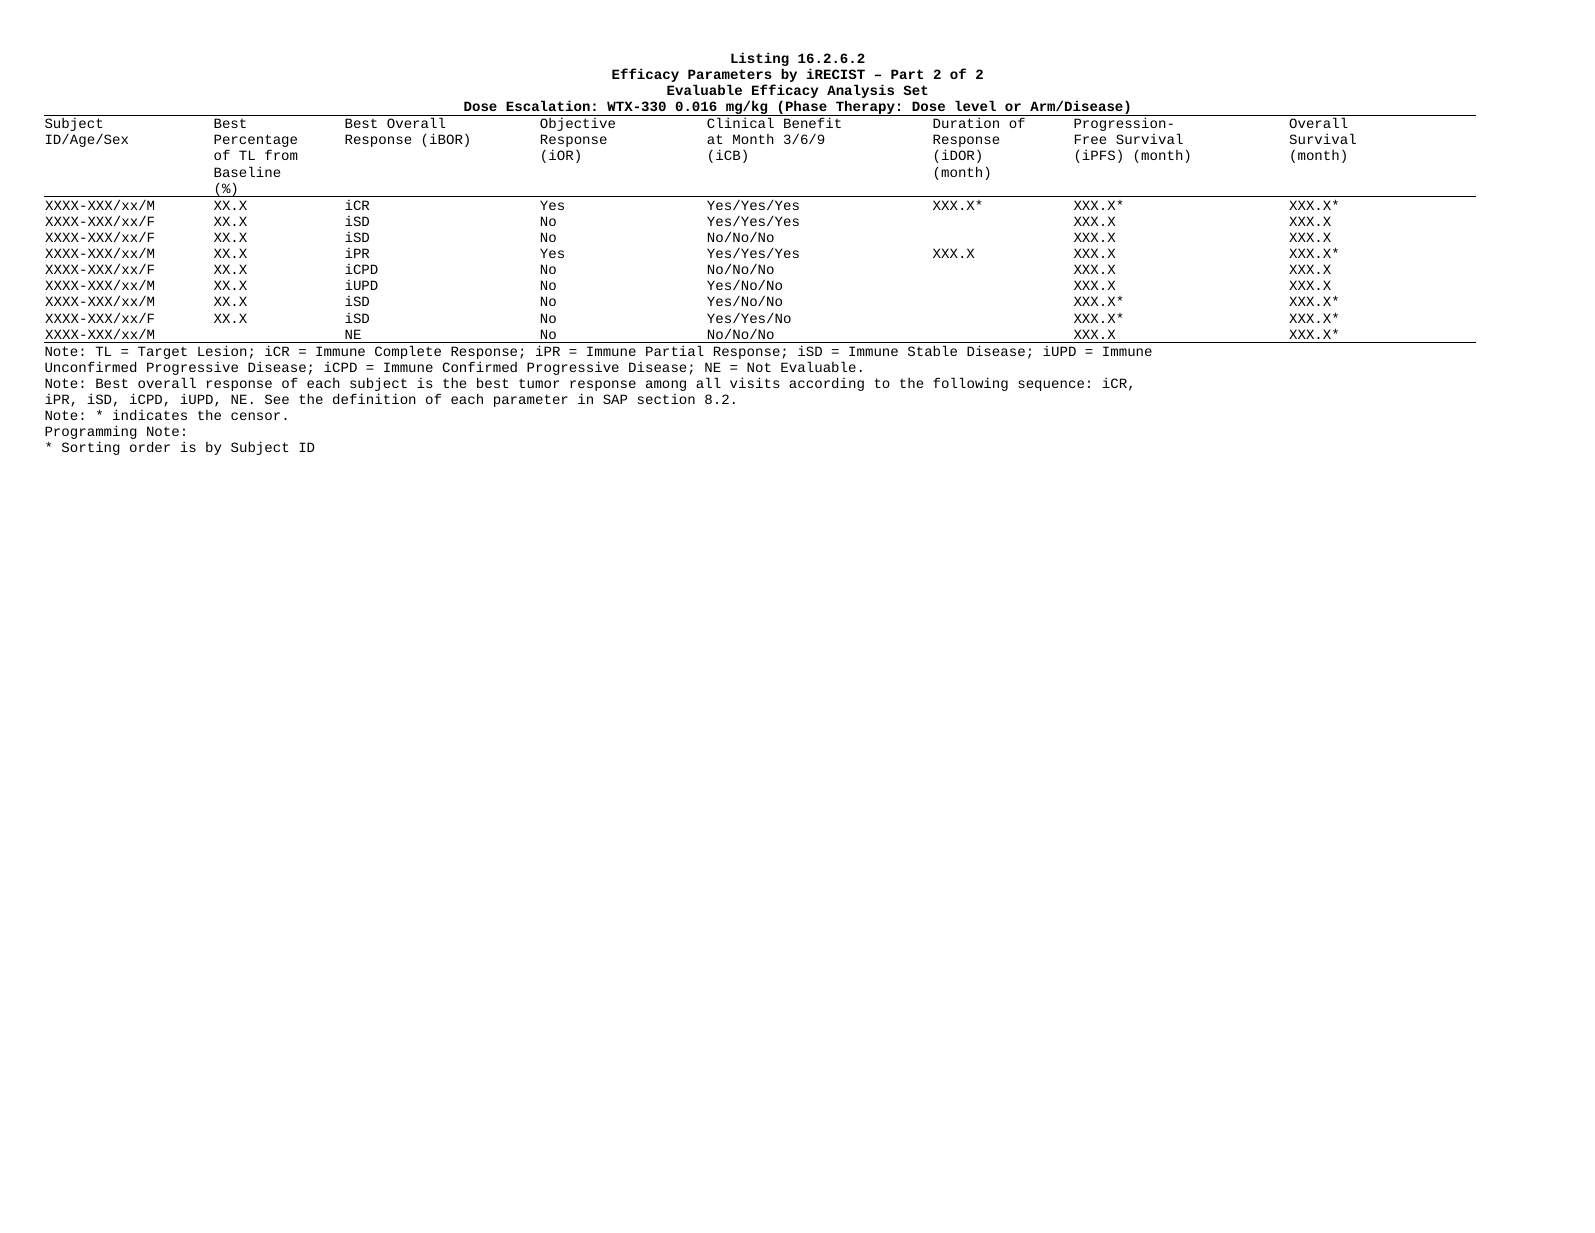 Listing 16.2.6.2
Efficacy Parameters by iRECIST – Part 2 of 2
Evaluable Efficacy Analysis Set
Dose Escalation: WTX-330 0.016 mg/kg (Phase Therapy: Dose level or Arm/Disease)
Subject Best Best Overall Objective Clinical Benefit Duration of Progression- Overall
ID/Age/Sex Percentage Response (iBOR) Response at Month 3/6/9 Response Free Survival Survival
of TL from (iOR) (iCB) (iDOR) (iPFS) (month) (month)
Baseline (month)
(%)
XXXX-XXX/xx/M XX.X iCR Yes Yes/Yes/Yes XXX.X* XXX.X* XXX.X*
XXXX-XXX/xx/F XX.X iSD No Yes/Yes/Yes XXX.X XXX.X
XXXX-XXX/xx/F XX.X iSD No No/No/No XXX.X XXX.X
XXXX-XXX/xx/M XX.X iPR Yes Yes/Yes/Yes XXX.X XXX.X XXX.X*
XXXX-XXX/xx/F XX.X iCPD No No/No/No XXX.X XXX.X
XXXX-XXX/xx/M XX.X iUPD No Yes/No/No XXX.X XXX.X
XXXX-XXX/xx/M XX.X iSD No Yes/No/No XXX.X* XXX.X*
XXXX-XXX/xx/F XX.X iSD No Yes/Yes/No XXX.X* XXX.X*
XXXX-XXX/xx/M NE No No/No/No XXX.X XXX.X*
Note: TL = Target Lesion; iCR = Immune Complete Response; iPR = Immune Partial Response; iSD = Immune Stable Disease; iUPD = Immune
Unconfirmed Progressive Disease; iCPD = Immune Confirmed Progressive Disease; NE = Not Evaluable.
Note: Best overall response of each subject is the best tumor response among all visits according to the following sequence: iCR,
iPR, iSD, iCPD, iUPD, NE. See the definition of each parameter in SAP section 8.2.
Note: * indicates the censor.
Programming Note:
* Sorting order is by Subject ID